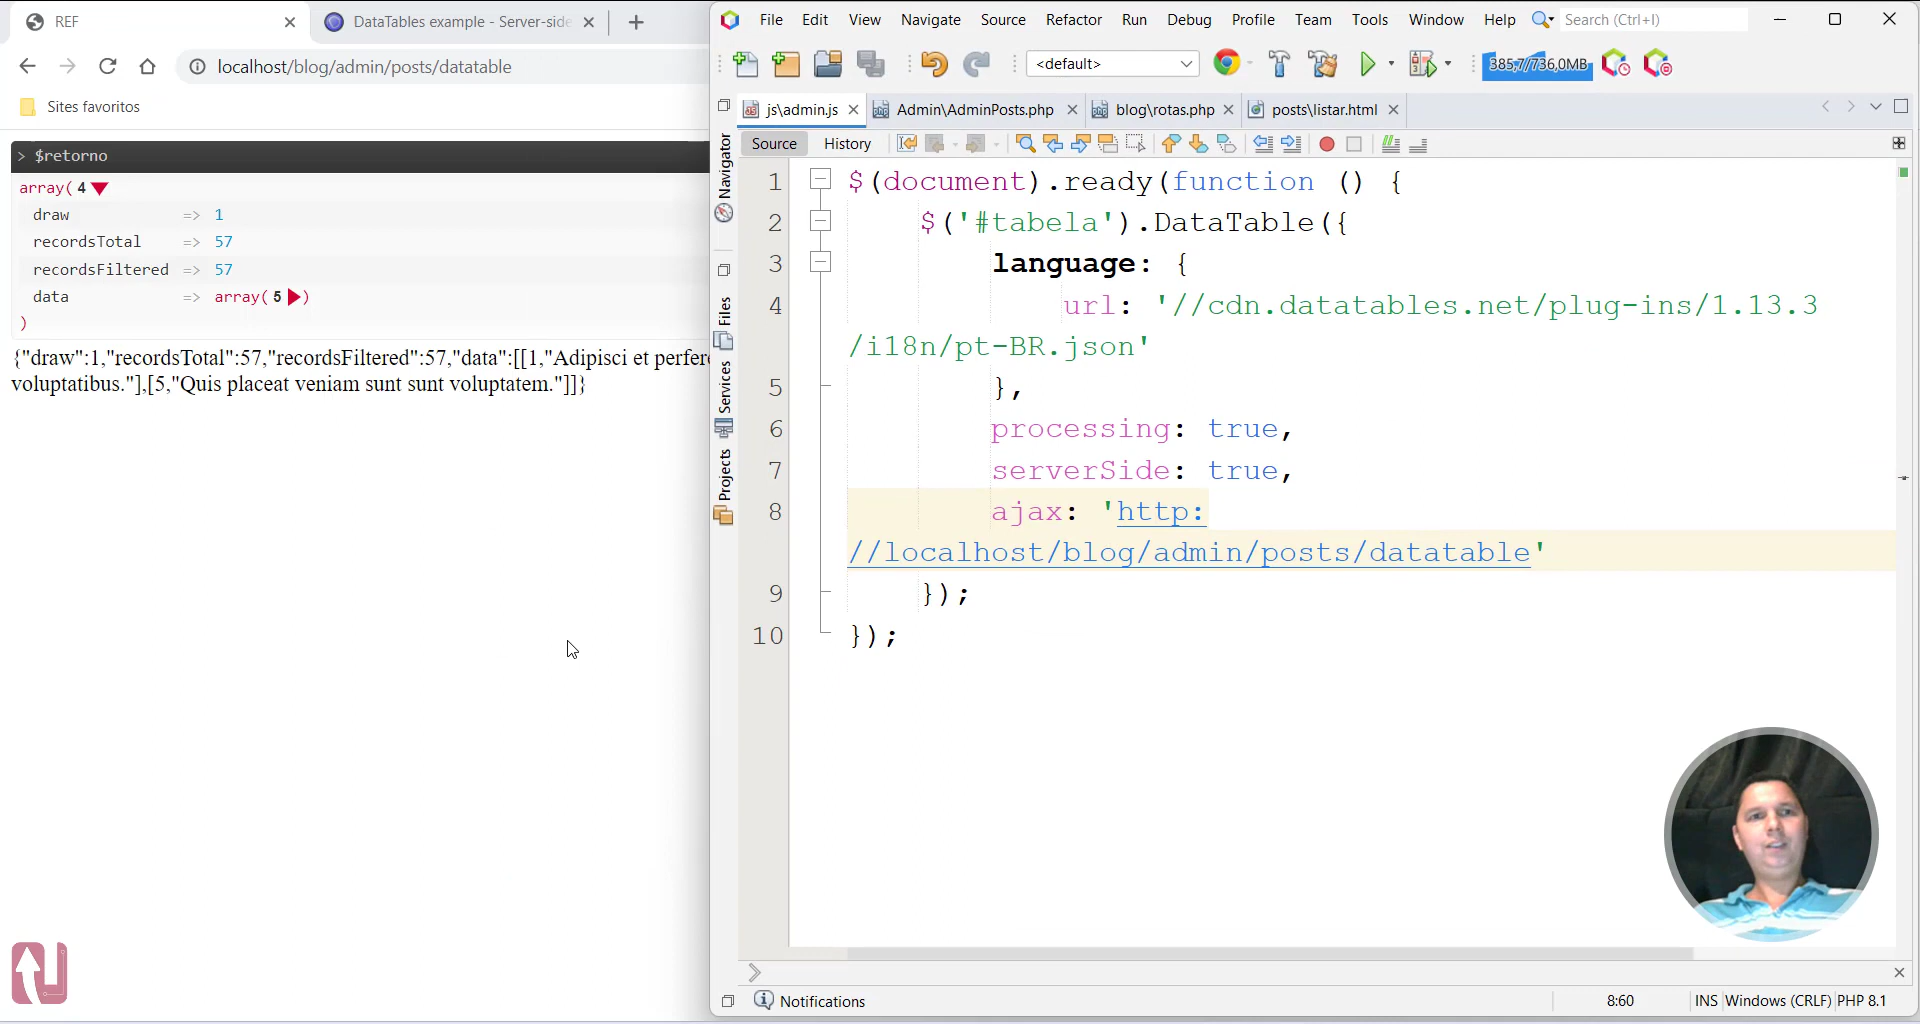 REF
DataTables example - Server-side
localhost/blog/admin/posts/datatable
Sites favoritos
> $retorno
array( 4
draw => 1
recordsTotal => 57
recordsFiltered => 57
data => array( 5 )
)
{"draw":1,"recordsTotal":57,"recordsFiltered":57,"data":[[1,"Adipisci et perfere
voluptatibus."],[5,"Quis placeat veniam sunt sunt voluptatem."]]}
File Edit View Navigate Source Refactor Run Debug Profile Team Tools Window Help Search (Ctrl+I)
<default> 385,7/736,0MB
js\admin.js Admin\AdminPosts.php blog\rotas.php posts\listar.html
Source History
Navigator
Files
Services
Projects
1 $(document).ready(function () {
2 $('#tabela').DataTable({
3 language: {
4 url: '//cdn.datatables.net/plug-ins/1.13.3
/i18n/pt-BR.json'
5 },
6 processing: true,
7 serverSide: true,
8 ajax: 'http:
//localhost/blog/admin/posts/datatable'
9 });
10 });
Notifications
8:60 INS Windows (CRLF) PHP 8.1